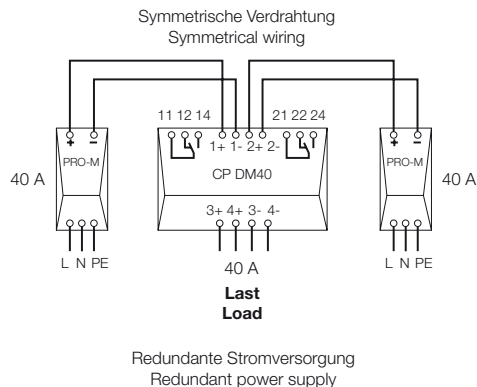 Symmetrische Verdrahtung
Symmetrical wiring
11 12 14 1+ 1- 2+ 2- 21 22 24
+ − + −
PRO-M CP DM40 PRO-M
40 A 40 A
3+ 4+ 3- 4-
L N PE 40 A L N PE
Last
Load
Redundante Stromversorgung
Redundant power supply